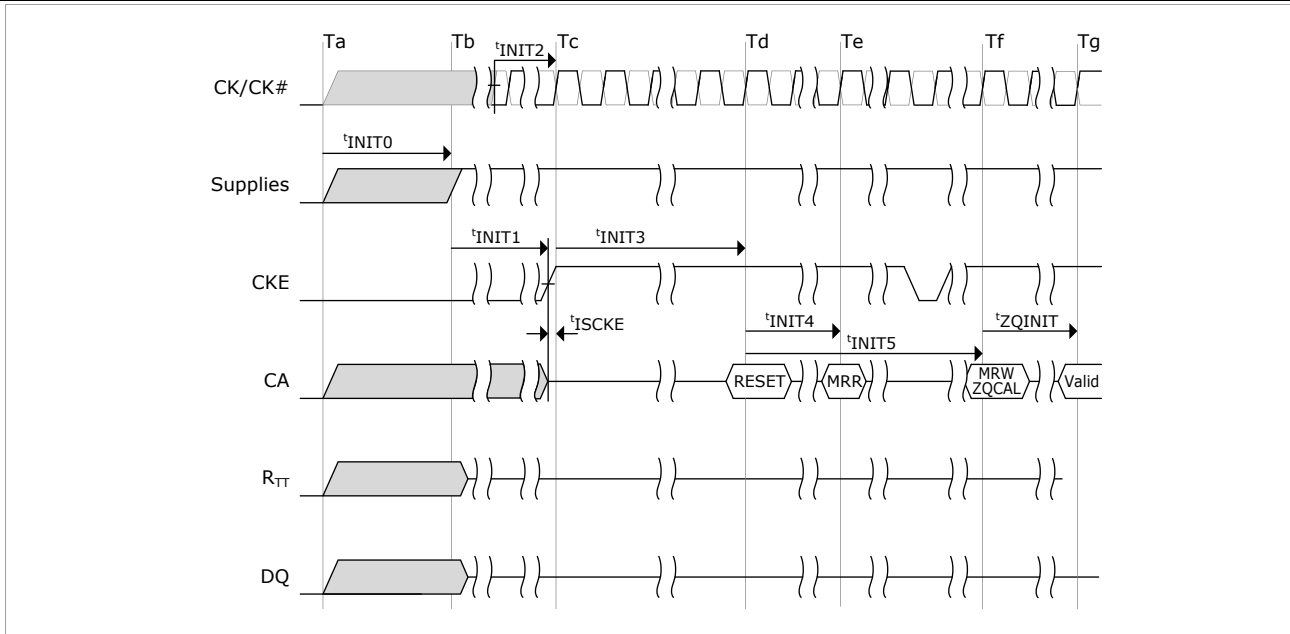 Ta Tb Tc Td Te Tf Tg
tINIT2
CK/CK#
tINIT0
Supplies
tINIT1 tINIT3
CKE
tISCKE tINIT4 tZQINIT
tINIT5
CA RESET MRR MRW ZQCAL Valid
RTT
DQ